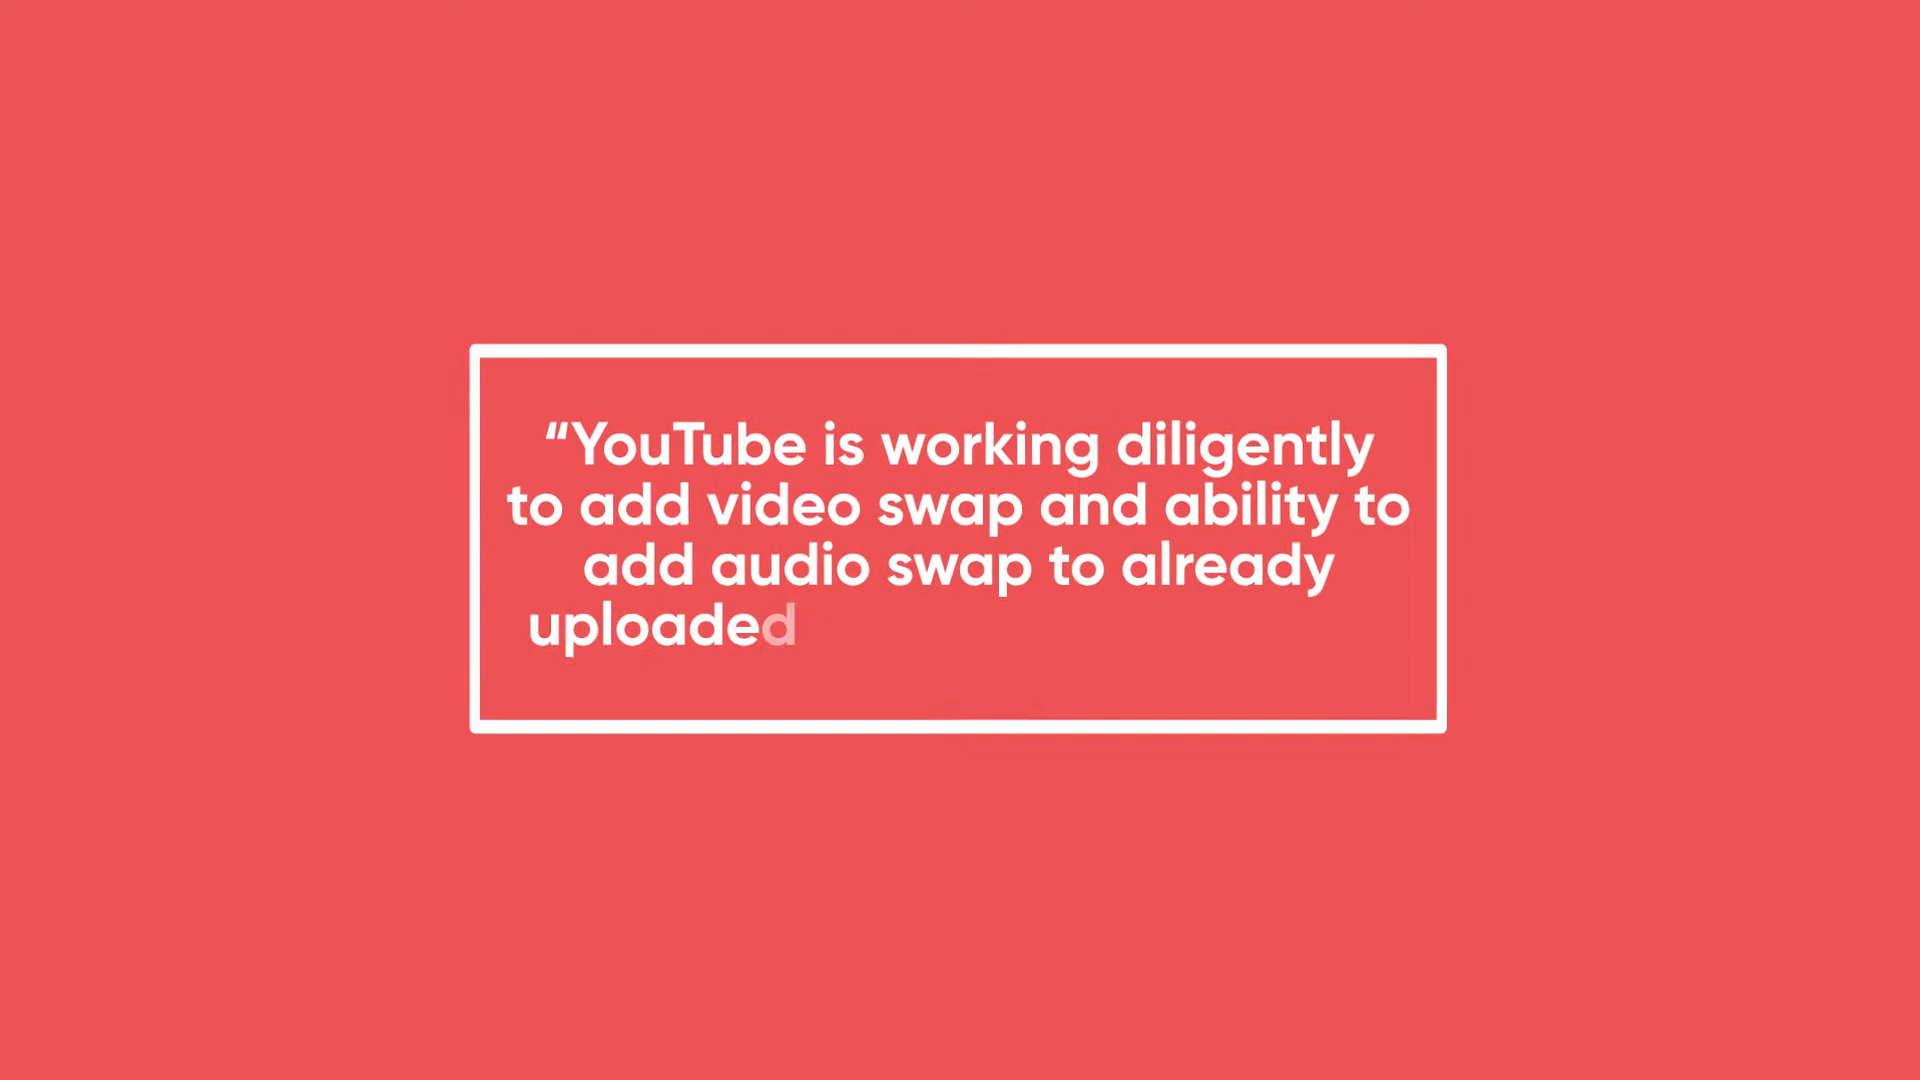 “YouTube is working diligently
to add video swap and ability to
add audio swap to already
uploaded